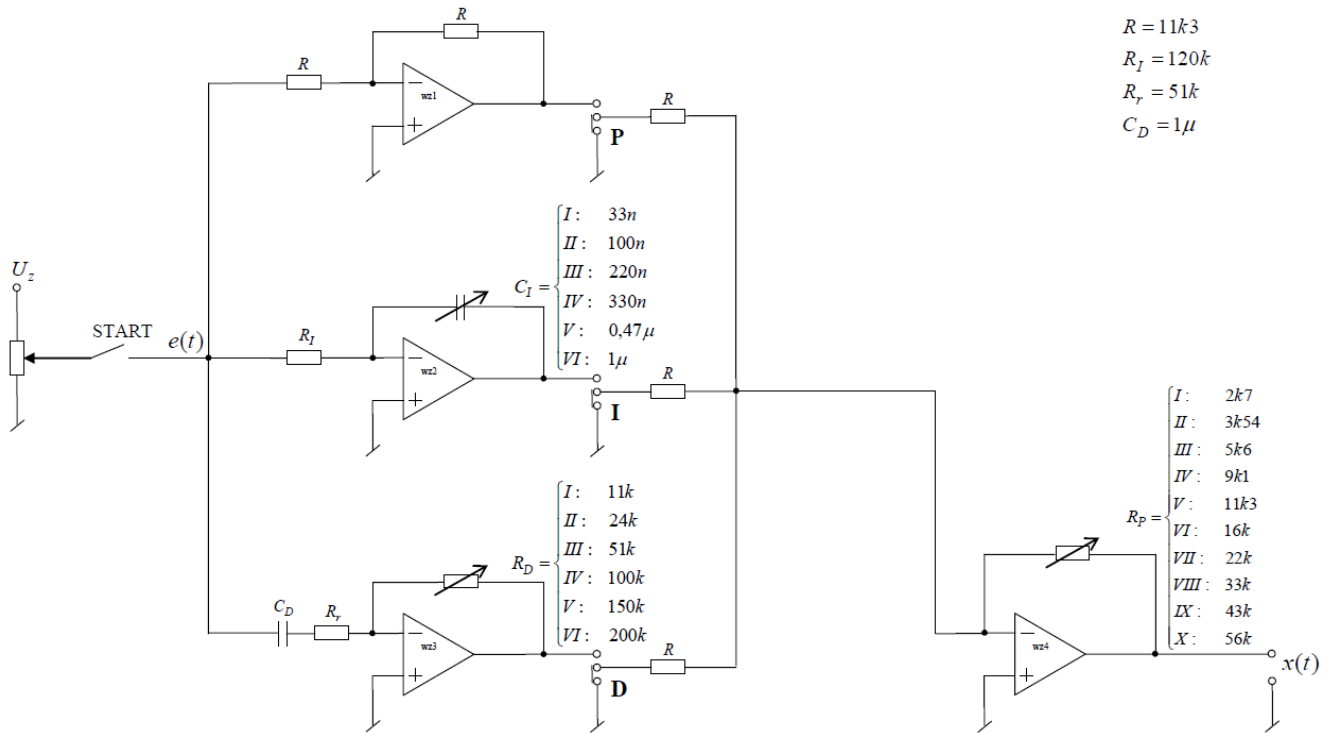 R
R = 11k3
R_I = 120k
R_r = 51k
C_D = 1μ
R
−
wz1
+
R
P
C_I =
I : 33n
II : 100n
III : 220n
IV : 330n
V : 0,47μ
VI : 1μ
U_z
START
e(t)
R_I
−
wz2
+
R
I
R_D =
I : 11k
II : 24k
III : 51k
IV : 100k
V : 150k
VI : 200k
C_D
R_r
−
wz3
+
R
D
R_P =
I : 2k7
II : 3k54
III : 5k6
IV : 9k1
V : 11k3
VI : 16k
VII : 22k
VIII : 33k
IX : 43k
X : 56k
−
wz4
+
x(t)